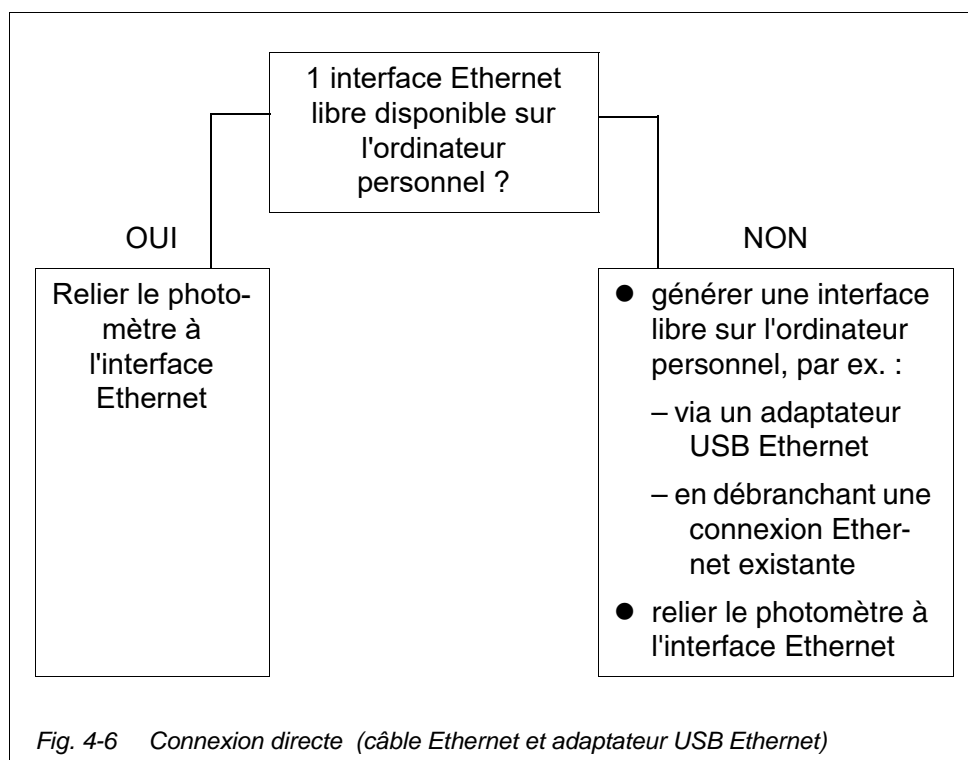 1 interface Ethernet
libre disponible sur
l'ordinateur
personnel ?
OUI
NON
Relier le photo-
mètre à
l'interface
Ethernet
● générer une interface
libre sur l'ordinateur
personnel, par ex. :
– via un adaptateur
USB Ethernet
– en débranchant une
connexion Ether-
net existante
● relier le photomètre à
l'interface Ethernet
Fig. 4-6 Connexion directe (câble Ethernet et adaptateur USB Ethernet)